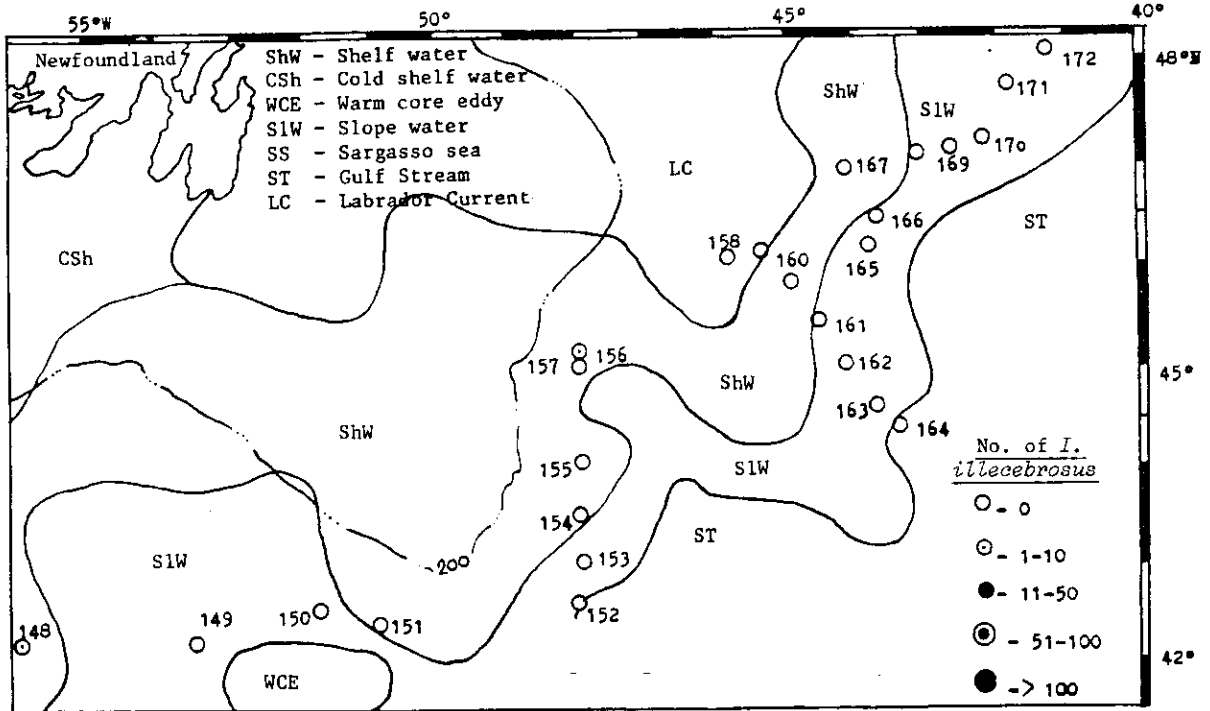 55°W 50° 45° 40°
Newfoundland
ShW - Shelf water
CSh - Cold shelf water
WCE - Warm core eddy
SlW - Slope water
SS - Sargasso sea
ST - Gulf Stream
LC - Labrador Current
48°N
172
171
ShW
SlW
170
169
167
LC
166
ST
158
165
160
CSh
161
157 156
162
45°
ShW
163
164
ShW
No. of I.
illecebrosus
155
SlW
- 0
154
ST
- 1-10
SlW
200
153
- 11-50
148
149
150
151
152
- 51-100
42°
WCE
-> 100